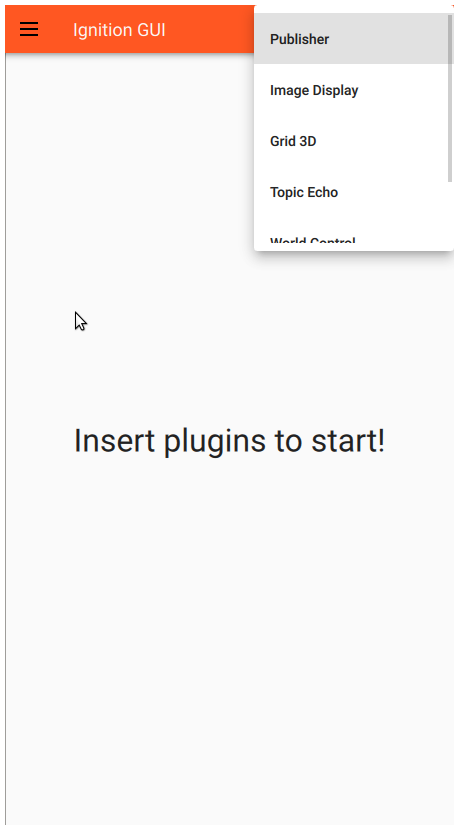 Ignition GUI
Publisher
Image Display
Grid 3D
Topic Echo
World Control
Insert plugins to start!